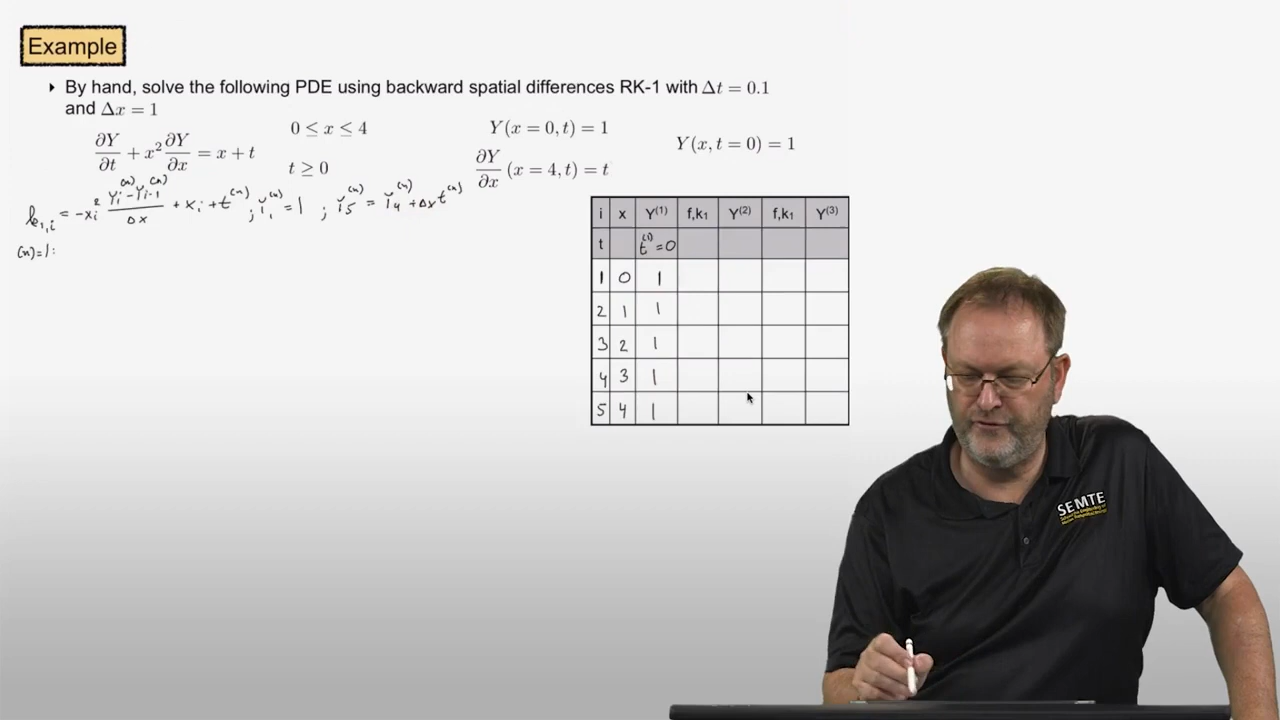 Example
‣ By hand, solve the following PDE using backward spatial differences RK-1 with Δt = 0.1
and Δx = 1
∂Y/∂t + x² ∂Y/∂x = x + t
0 ≤ x ≤ 4
t ≥ 0
Y(x = 0, t) = 1
∂Y/∂x (x = 4, t) = t
Y(x, t = 0) = 1
k₁,ᵢ = -xᵢ² (Yᵢ⁽ⁿ⁾ - Yᵢ₋₁⁽ⁿ⁾)/Δx + xᵢ + t⁽ⁿ⁾ ; Y₁⁽ⁿ⁾ = 1 ; Y₅⁽ⁿ⁾ = Y₄⁽ⁿ⁾ + Δx t⁽ⁿ⁾
(n)=1:
i x Y⁽¹⁾ f,k₁ Y⁽²⁾ f,k₁ Y⁽³⁾
t t⁽¹⁾=0
1 0 1
2 1 1
3 2 1
4 3 1
5 4 1
SEMTE